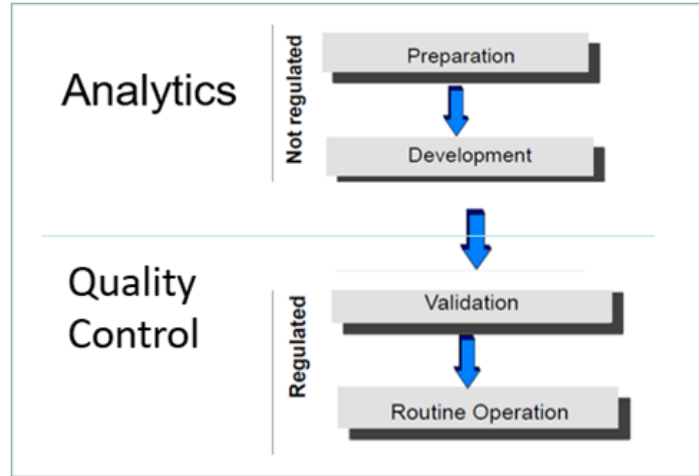 Analytics
Not regulated
Preparation
Development
Quality
Control
Regulated
Validation
Routine Operation